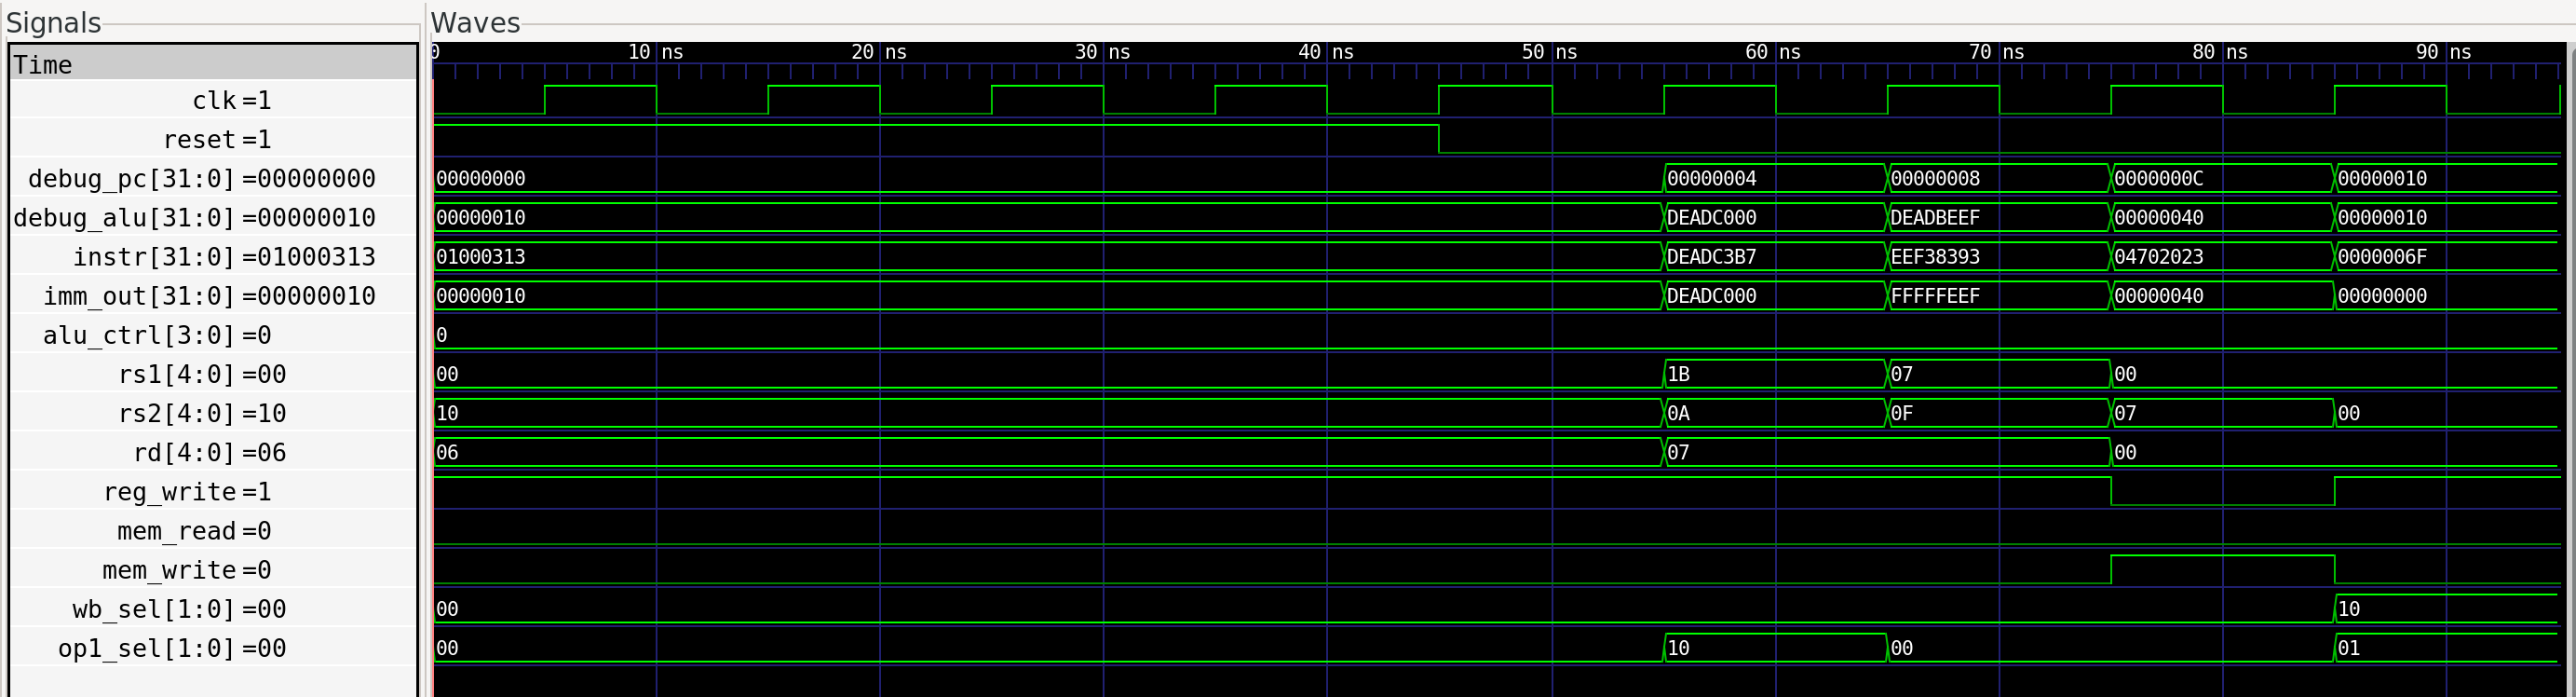 Signals Waves
Time 0 10 ns 20 ns 30 ns 40 ns 50 ns 60 ns 70 ns 80 ns 90 ns
clk =1
reset =1
debug_pc[31:0] =00000000 00000000 00000004 00000008 0000000C 00000010
debug_alu[31:0] =00000010 00000010 DEADC000 DEADBEEF 00000040 00000010
instr[31:0] =01000313 01000313 DEADC3B7 EEF38393 04702023 0000006F
imm_out[31:0] =00000010 00000010 DEADC000 FFFFFEEF 00000040 00000000
alu_ctrl[3:0] =0 0
rs1[4:0] =00 00 1B 07 00
rs2[4:0] =10 10 0A 0F 07 00
rd[4:0] =06 06 07 00
reg_write =1
mem_read =0
mem_write =0
wb_sel[1:0] =00 00 10
op1_sel[1:0] =00 00 10 00 01